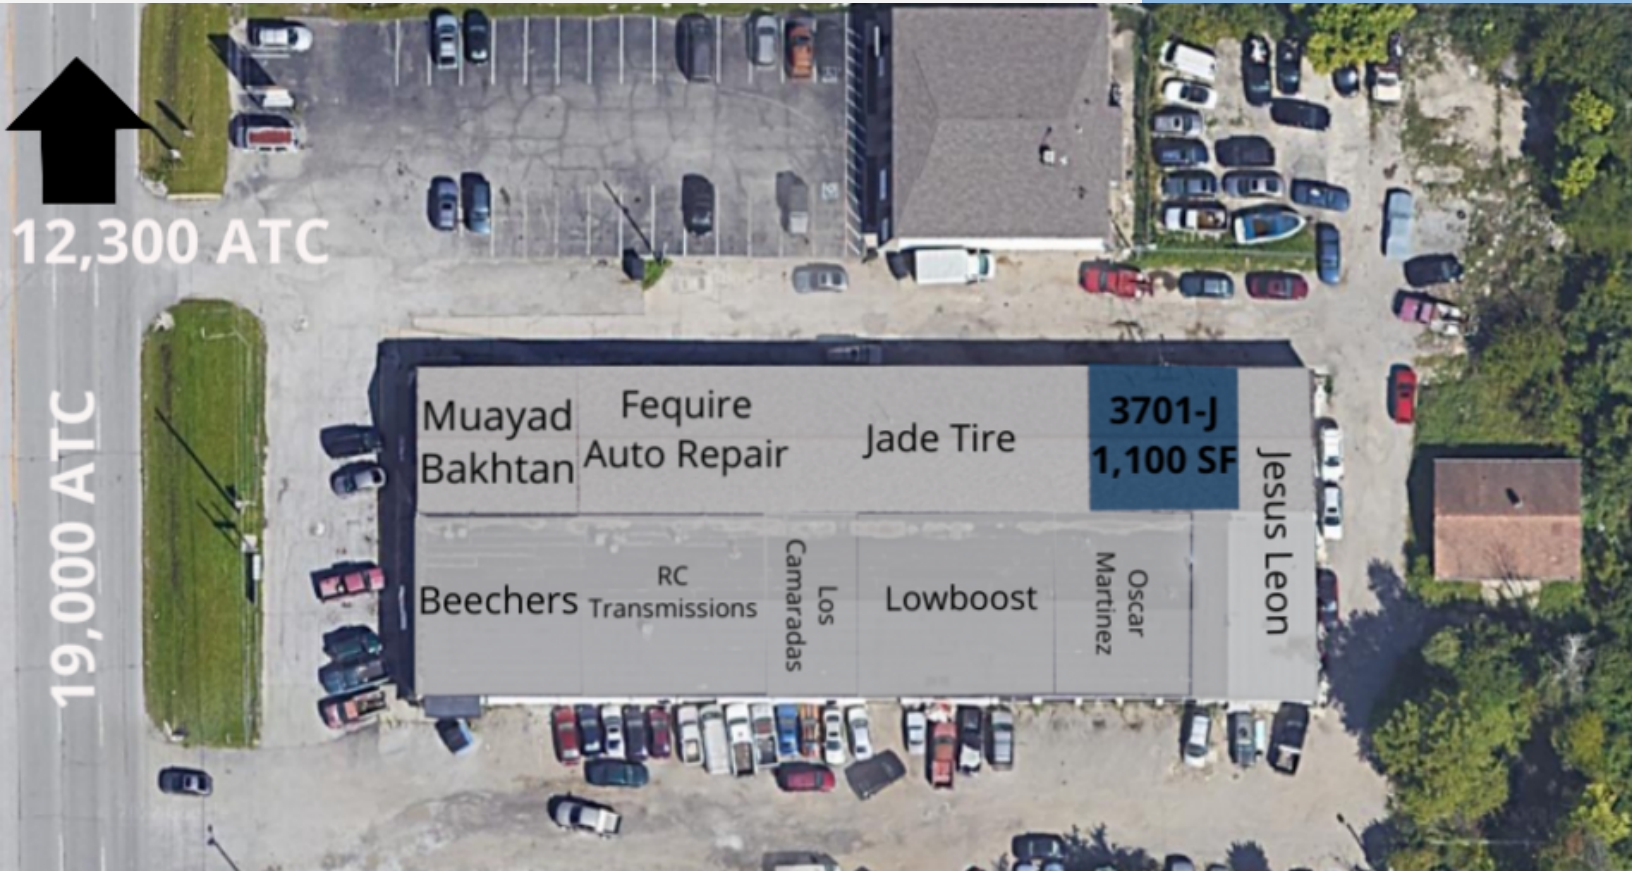 12,300 ATC
19,000 ATC
Muayad
Bakhtan
Fequire
Auto Repair
Jade Tire
3701-J
1,100 SF
Jesus Leon
Beechers
RC
Transmissions
Los
Camaradas
Lowboost
Oscar
Martinez